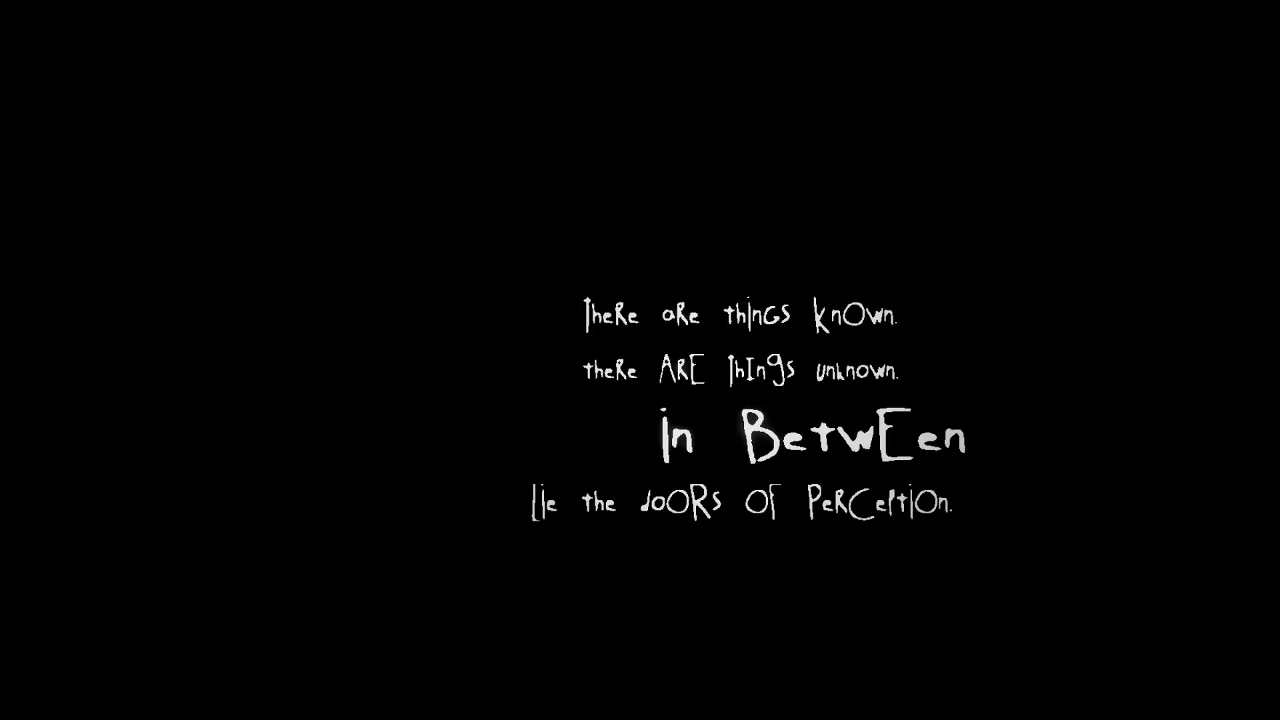 There are things known.
there ARE thIngs unknown.
in BetwEen
Lie the doORs OF PeRCeptiOn.